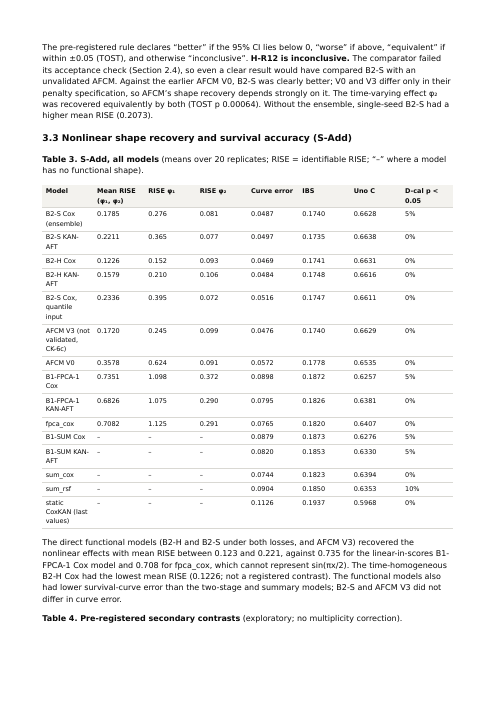 The pre-registered rule declares “better” if the 95% CI lies below 0, “worse” if above, “equivalent” if
within ±0.05 (TOST), and otherwise “inconclusive”. H-R12 is inconclusive. The comparator failed
its acceptance check (Section 2.4), so even a clear result would have compared B2-S with an
unvalidated AFCM. Against the earlier AFCM V0, B2-S was clearly better; V0 and V3 differ only in their
penalty specification, so AFCM’s shape recovery depends strongly on it. The time-varying effect φ₂
was recovered equivalently by both (TOST p 0.00064). Without the ensemble, single-seed B2-S had a
higher mean RISE (0.2073).
3.3 Nonlinear shape recovery and survival accuracy (S-Add)
Table 3. S-Add, all models (means over 20 replicates; RISE = identifiable RISE; “–” where a model
has no functional shape).
Model Mean RISE (φ₁, φ₂) RISE φ₁ RISE φ₂ Curve error IBS Uno C D-cal p < 0.05
B2-S Cox (ensemble) 0.1785 0.276 0.081 0.0487 0.1740 0.6628 5%
B2-S KAN-AFT 0.2211 0.365 0.077 0.0497 0.1735 0.6638 0%
B2-H Cox 0.1226 0.152 0.093 0.0469 0.1741 0.6631 0%
B2-H KAN-AFT 0.1579 0.210 0.106 0.0484 0.1748 0.6616 0%
B2-S Cox, quantile input 0.2336 0.395 0.072 0.0516 0.1747 0.6611 0%
AFCM V3 (not validated, CK-6c) 0.1720 0.245 0.099 0.0476 0.1740 0.6629 0%
AFCM V0 0.3578 0.624 0.091 0.0572 0.1778 0.6535 0%
B1-FPCA-1 Cox 0.7351 1.098 0.372 0.0898 0.1872 0.6257 5%
B1-FPCA-1 KAN-AFT 0.6826 1.075 0.290 0.0795 0.1826 0.6381 0%
fpca_cox 0.7082 1.125 0.291 0.0765 0.1820 0.6407 0%
B1-SUM Cox – – – 0.0879 0.1873 0.6276 5%
B1-SUM KAN-AFT – – – 0.0820 0.1853 0.6330 5%
sum_cox – – – 0.0744 0.1823 0.6394 0%
sum_rsf – – – 0.0904 0.1850 0.6353 10%
static CoxKAN (last values) – – – 0.1126 0.1937 0.5968 0%
The direct functional models (B2-H and B2-S under both losses, and AFCM V3) recovered the
nonlinear effects with mean RISE between 0.123 and 0.221, against 0.735 for the linear-in-scores B1-
FPCA-1 Cox model and 0.708 for fpca_cox, which cannot represent sin(πx/2). The time-homogeneous
B2-H Cox had the lowest mean RISE (0.1226; not a registered contrast). The functional models also
had lower survival-curve error than the two-stage and summary models; B2-S and AFCM V3 did not
differ in curve error.
Table 4. Pre-registered secondary contrasts (exploratory; no multiplicity correction).